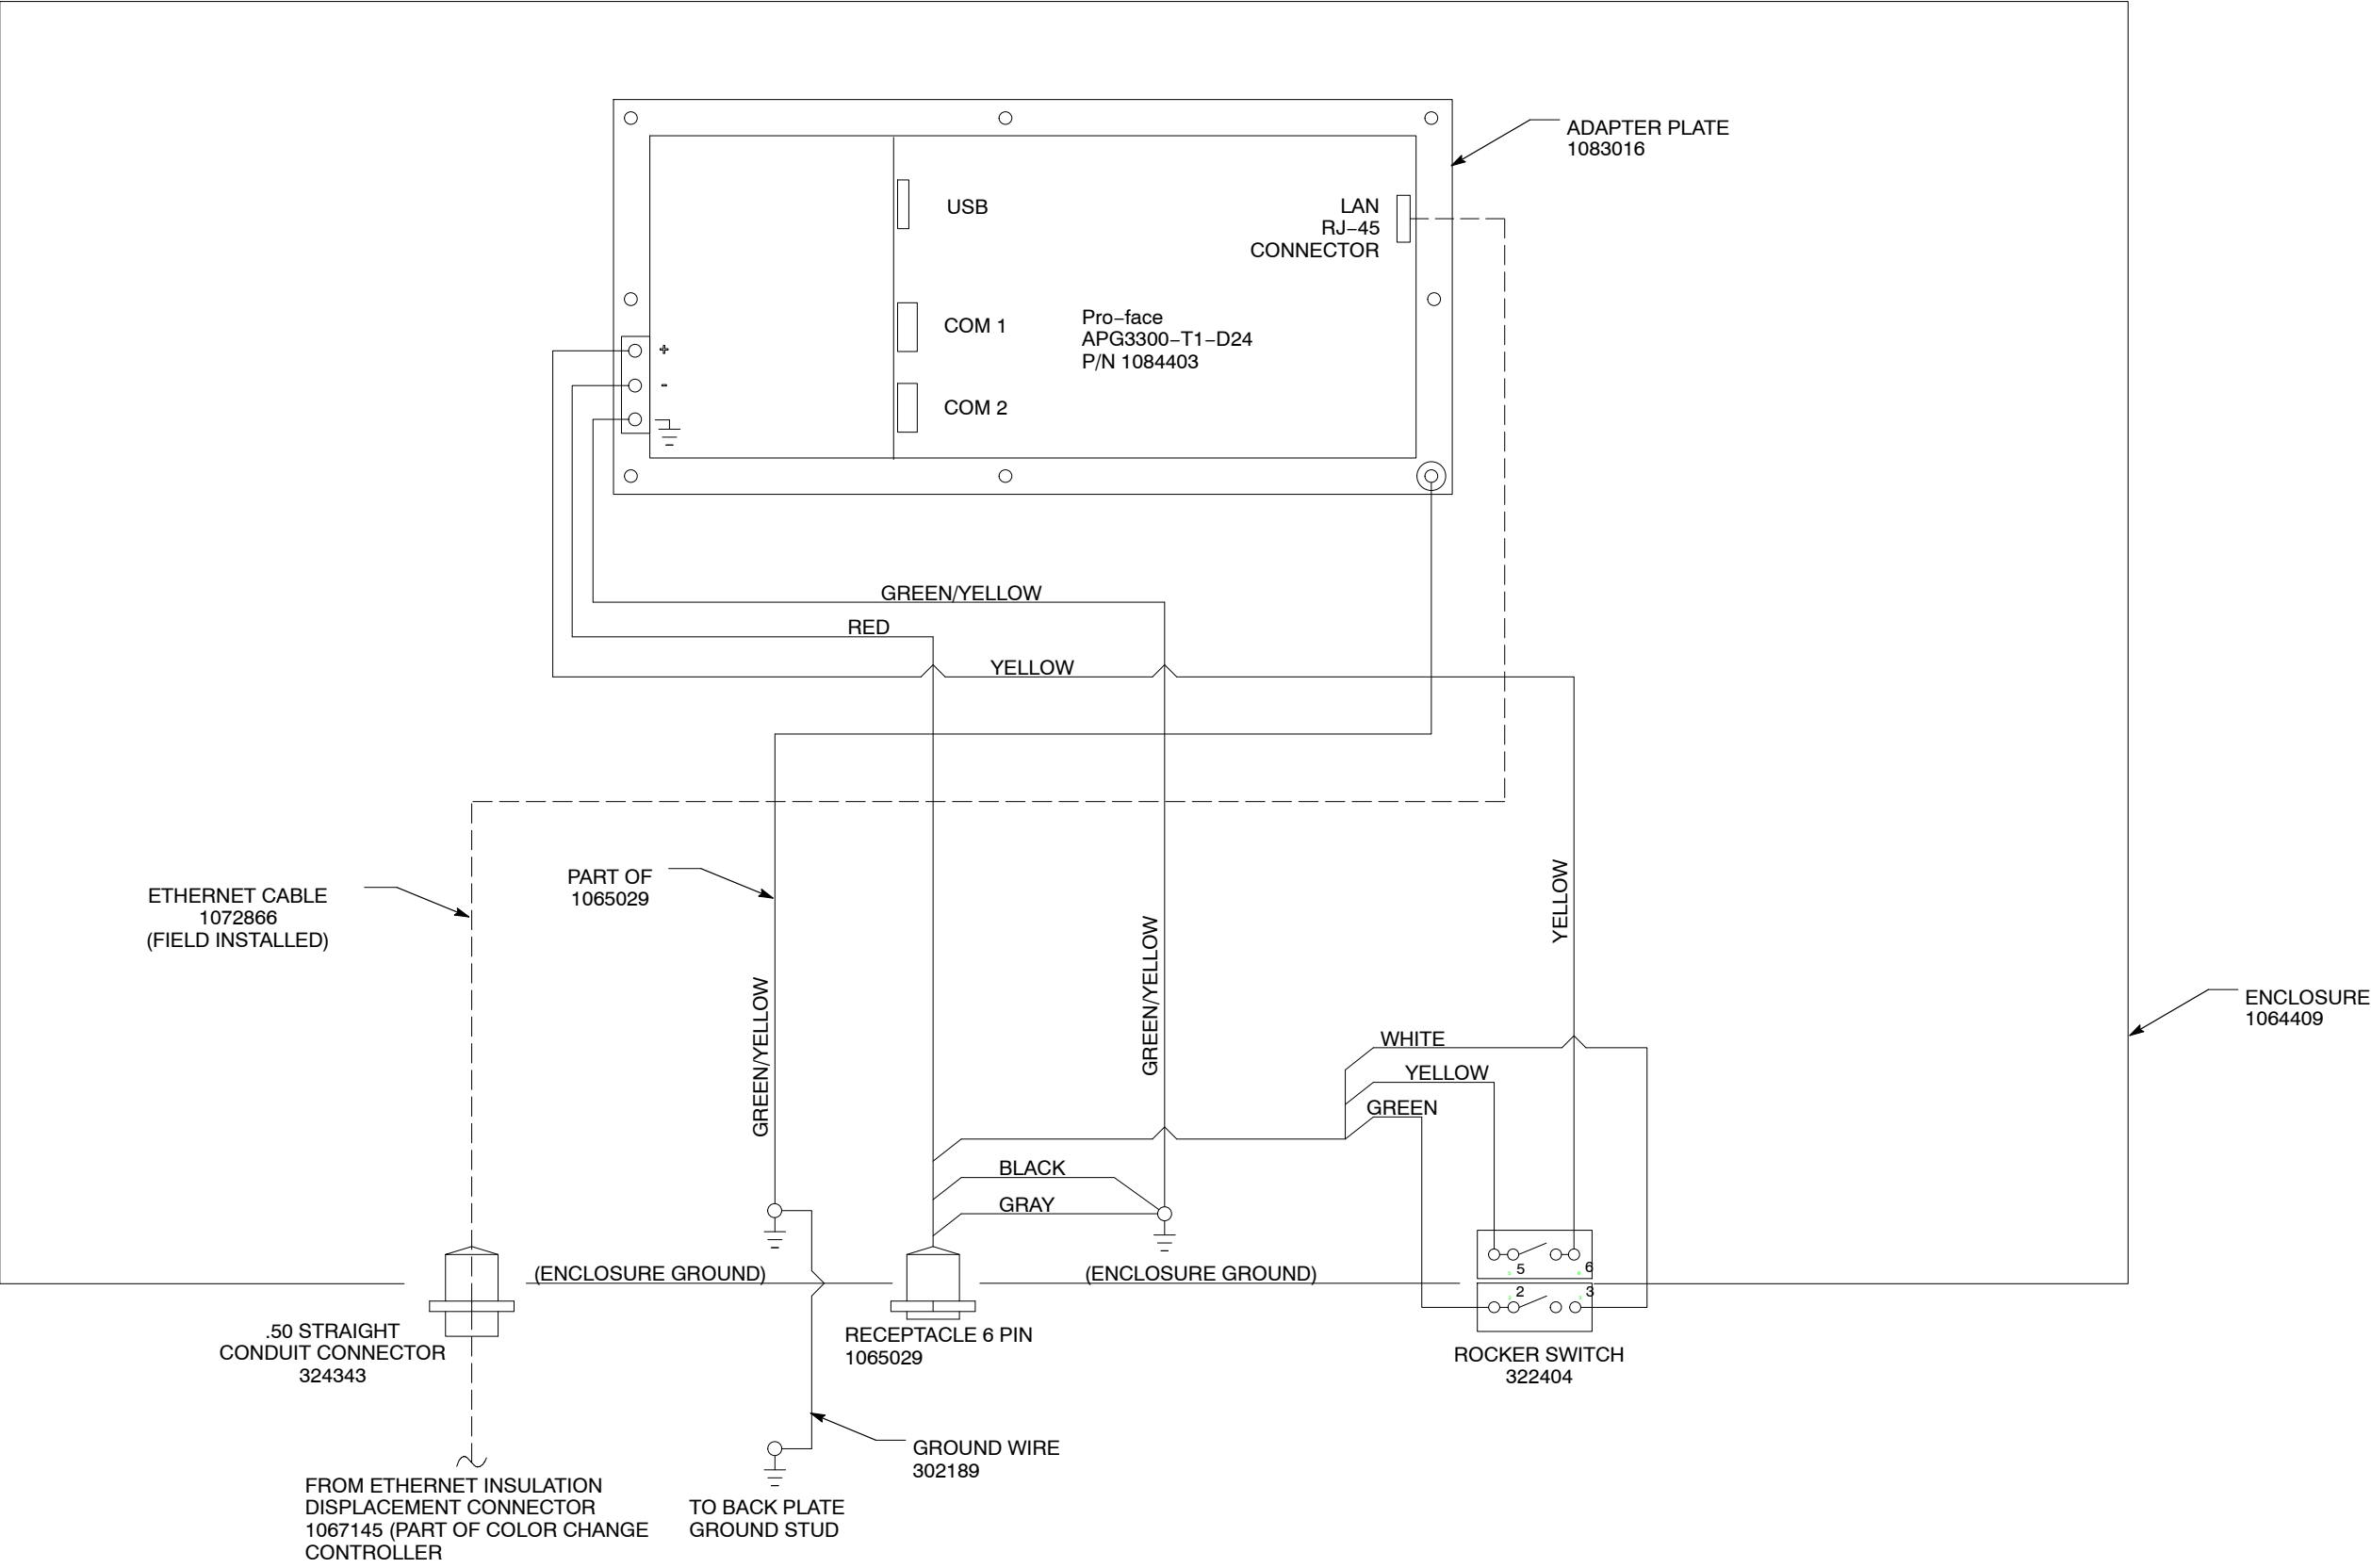 ADAPTER PLATE
1083016
USB
LAN
RJ−45
CONNECTOR
COM 1
Pro−face
APG3300−T1−D24
P/N 1084403
+
-
COM 2
GREEN/YELLOW
RED
YELLOW
YELLOW
PART OF
1065029
ETHERNET CABLE
1072866
(FIELD INSTALLED)
GREEN/YELLOW
GREEN/YELLOW
ENCLOSURE
1064409
WHITE
YELLOW
GREEN
BLACK
GRAY
(ENCLOSURE GROUND)
(ENCLOSURE GROUND)
5
6
2
3
.50 STRAIGHT
CONDUIT CONNECTOR
324343
RECEPTACLE 6 PIN
1065029
ROCKER SWITCH
322404
GROUND WIRE
302189
FROM ETHERNET INSULATION
DISPLACEMENT CONNECTOR
1067145 (PART OF COLOR CHANGE
CONTROLLER
TO BACK PLATE
GROUND STUD